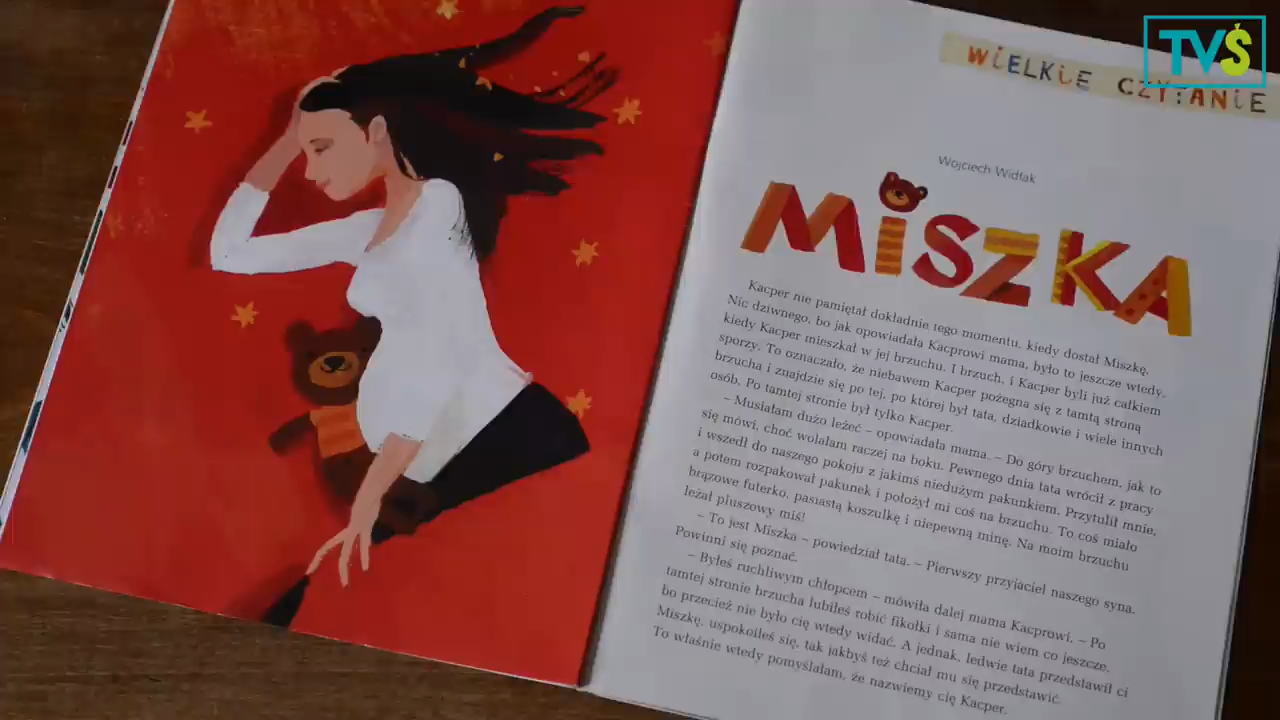 TVŚ
WiELKiE CZYTANiE
Wojciech Widłak
MiSZKA
Kacper nie pamiętał dokładnie tego momentu, kiedy dostał Miszkę.
Nic dziwnego, bo jak opowiadała Kacprowi mama, było to jeszcze wtedy,
kiedy Kacper mieszkał w jej brzuchu. I brzuch, i Kacper byli już całkiem
sporzy. To oznaczało, że niebawem Kacper pożegna się z tamtą stroną
brzucha i znajdzie się po tej, po której był tata, dziadkowie i wiele innych
osób. Po tamtej stronie był tylko Kacper.
– Musiałam dużo leżeć – opowiadała mama. – Do góry brzuchem, jak to
się mówi, choć wolałam raczej na boku. Pewnego dnia tata wrócił z pracy
i wszedł do naszego pokoju z jakimś niedużym pakunkiem. Przytulił mnie,
a potem rozpakował pakunek i położył mi coś na brzuchu. To coś miało
brązowe futerko, pasiastą koszulkę i niepewną minę. Na moim brzuchu
leżał pluszowy miś!
– To jest Miszka – powiedział tata. – Pierwszy przyjaciel naszego syna.
Powinni się poznać.
– Byłeś ruchliwym chłopcem – mówiła dalej mama Kacprowi. – Po
tamtej stronie brzucha lubiłeś robić fikołki i sama nie wiem co jeszcze,
bo przecież nie było cię wtedy widać. A jednak, ledwie tata przedstawił ci
Miszkę, uspokoiłeś się, tak jakbyś też chciał mu się przedstawić.
To właśnie wtedy pomyślałam, że nazwiemy cię Kacper.